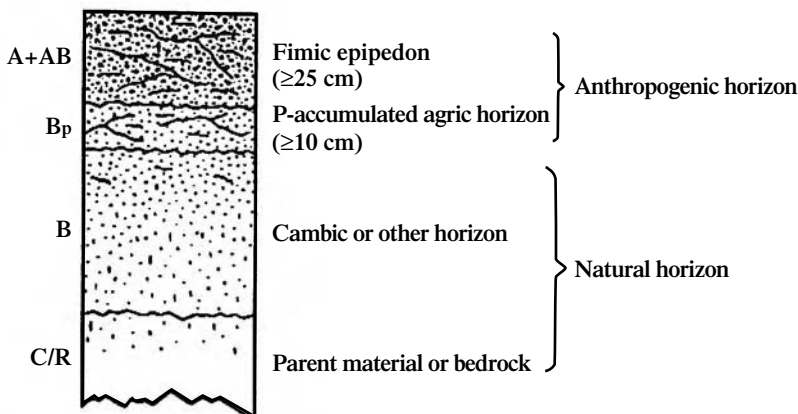 A+AB
Fimic epipedon
(≥25 cm)
Anthropogenic horizon
Bp
P-accumulated agric horizon
(≥10 cm)
B
Cambic or other horizon
Natural horizon
C/R
Parent material or bedrock